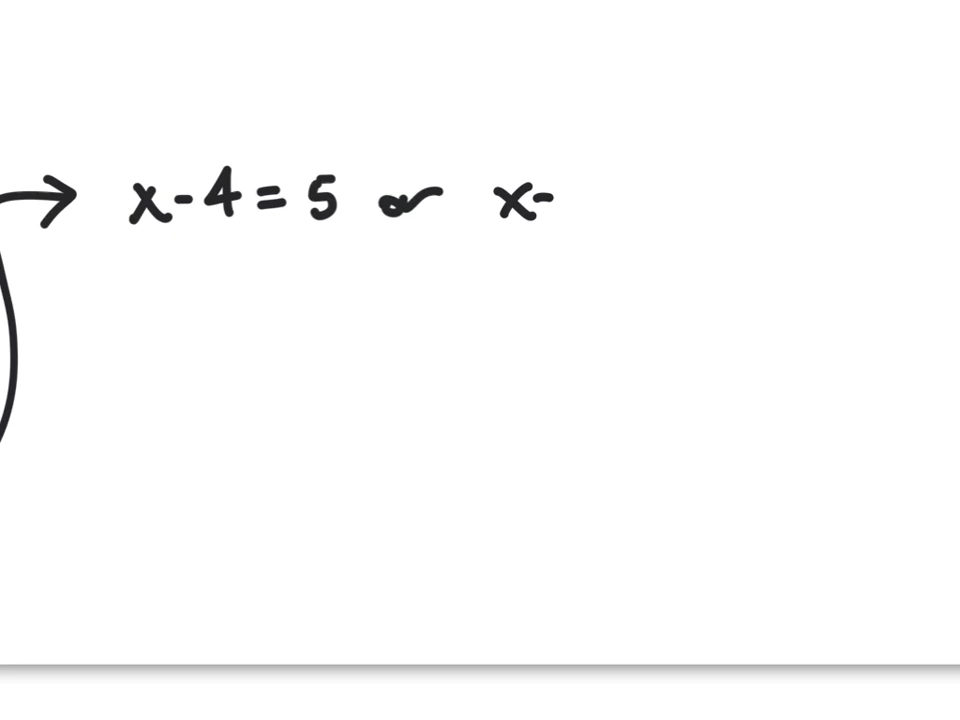 x - 4 = 5 or x -